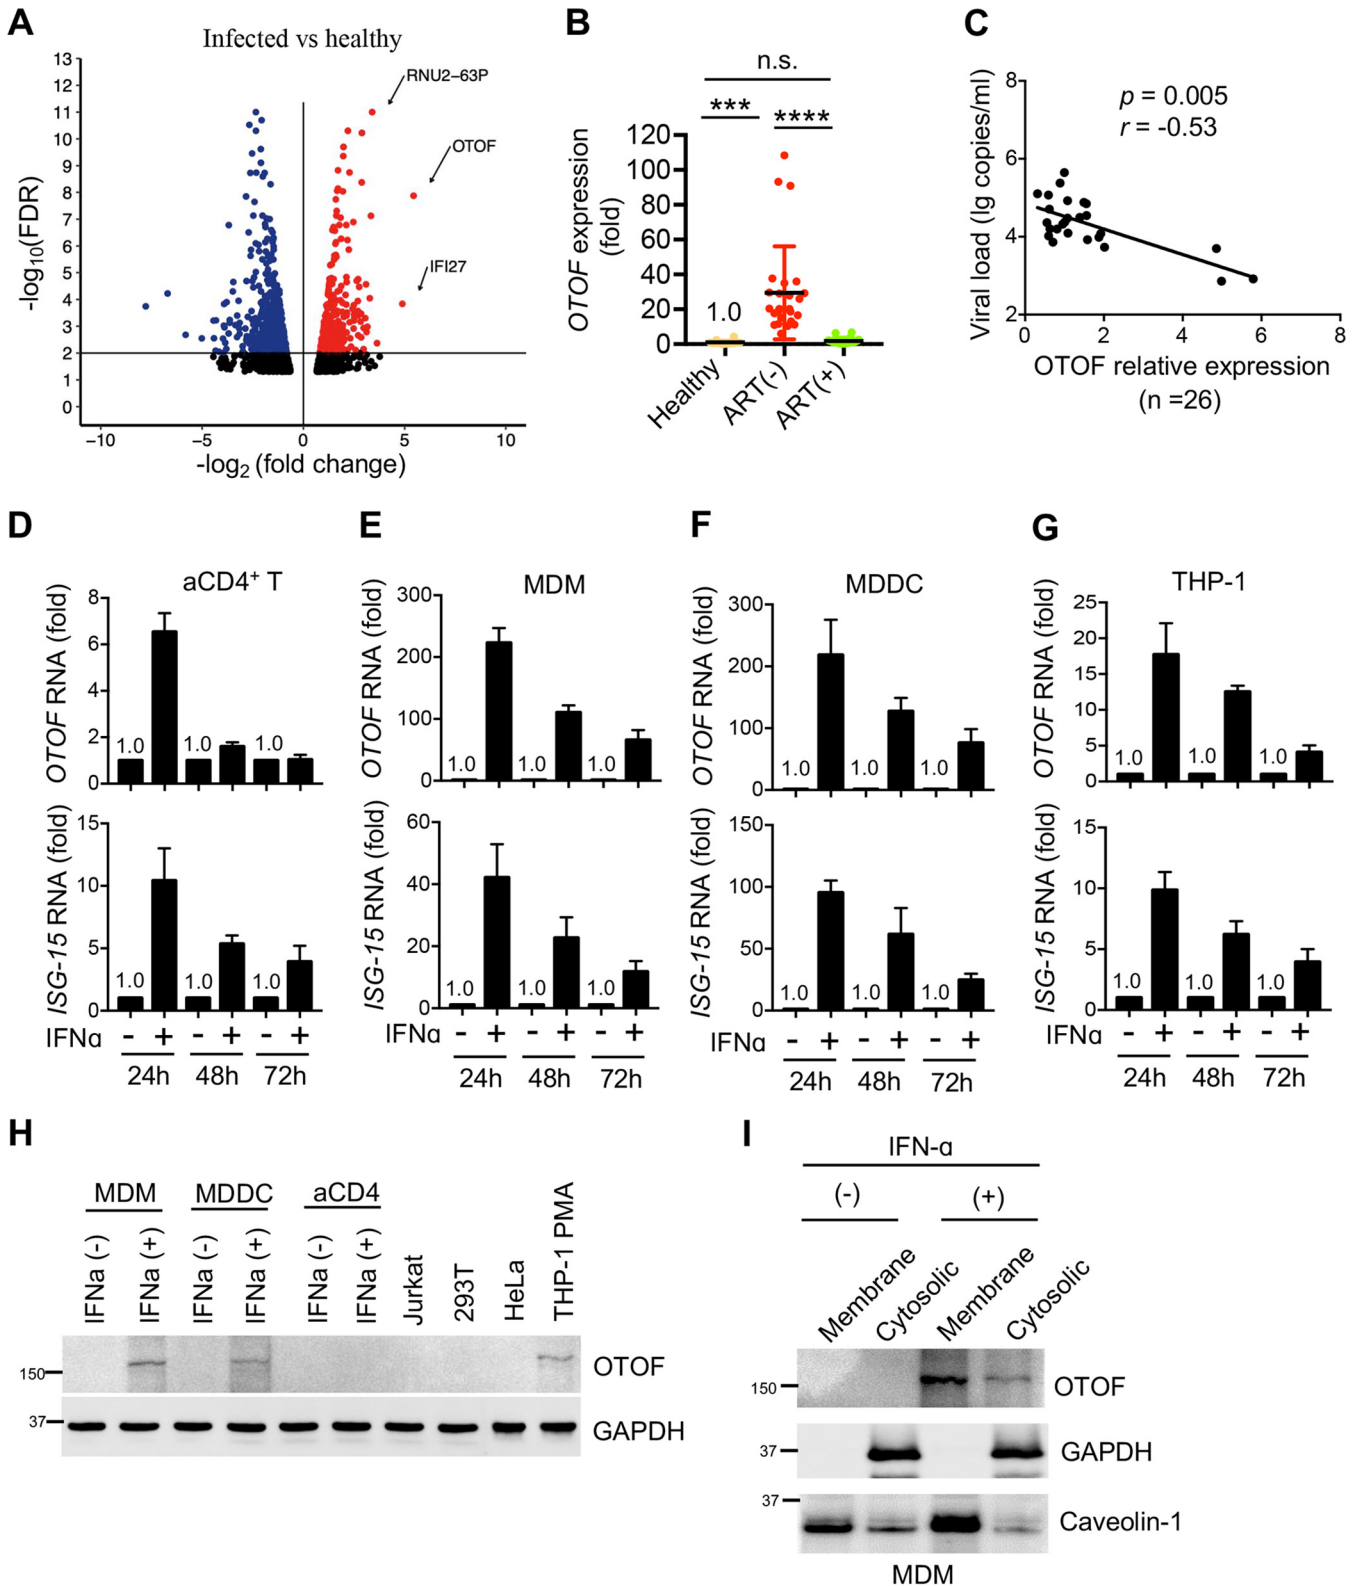 A
Infected vs healthy
-log10(FDR)
13
12
11
10
9
8
7
6
5
4
3
2
1
0
RNU2−63P
OTOF
IFI27
−10
−5
0
5
10
-log2 (fold change)
B
n.s.
***
****
OTOF expression
(fold)
120
100
80
60
40
20
0
1.0
Healthy
ART(-)
ART(+)
C
Viral load (lg copies/ml)
8
6
4
2
p = 0.005
r = -0.53
0
2
4
6
8
OTOF relative expression
(n =26)
D
aCD4+ T
OTOF RNA (fold)
8
6
4
2
0
1.0
1.0
1.0
ISG-15 RNA (fold)
15
10
5
0
1.0
1.0
1.0
IFNα
-
+
-
+
-
+
24h
48h
72h
E
MDM
OTOF RNA (fold)
300
200
100
0
1.0
1.0
1.0
ISG-15 RNA (fold)
60
40
20
0
1.0
1.0
1.0
IFNα
-
+
-
+
-
+
24h
48h
72h
F
MDDC
OTOF RNA (fold)
300
200
100
0
1.0
1.0
1.0
ISG-15 RNA (fold)
150
100
50
0
1.0
1.0
1.0
IFNα
-
+
-
+
-
+
24h
48h
72h
G
THP-1
OTOF RNA (fold)
25
20
15
10
5
0
1.0
1.0
1.0
ISG-15 RNA (fold)
15
10
5
0
1.0
1.0
1.0
IFNα
-
+
-
+
-
+
24h
48h
72h
H
MDM
MDDC
aCD4
IFNa (-)
IFNa (+)
IFNa (-)
IFNa (+)
IFNa (-)
IFNa (+)
Jurkat
293T
HeLa
THP-1 PMA
150
OTOF
37
GAPDH
I
IFN-α
(-)
(+)
Membrane
Cytosolic
Membrane
Cytosolic
150
OTOF
37
GAPDH
37
Caveolin-1
MDM